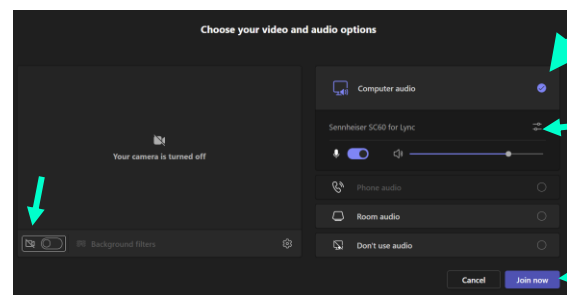 Choose your video and audio options
Computer audio
Sennheiser SC60 for Lync
Your camera is turned off
Phone audio
Room audio
Background filters
Don't use audio
Cancel
Join now